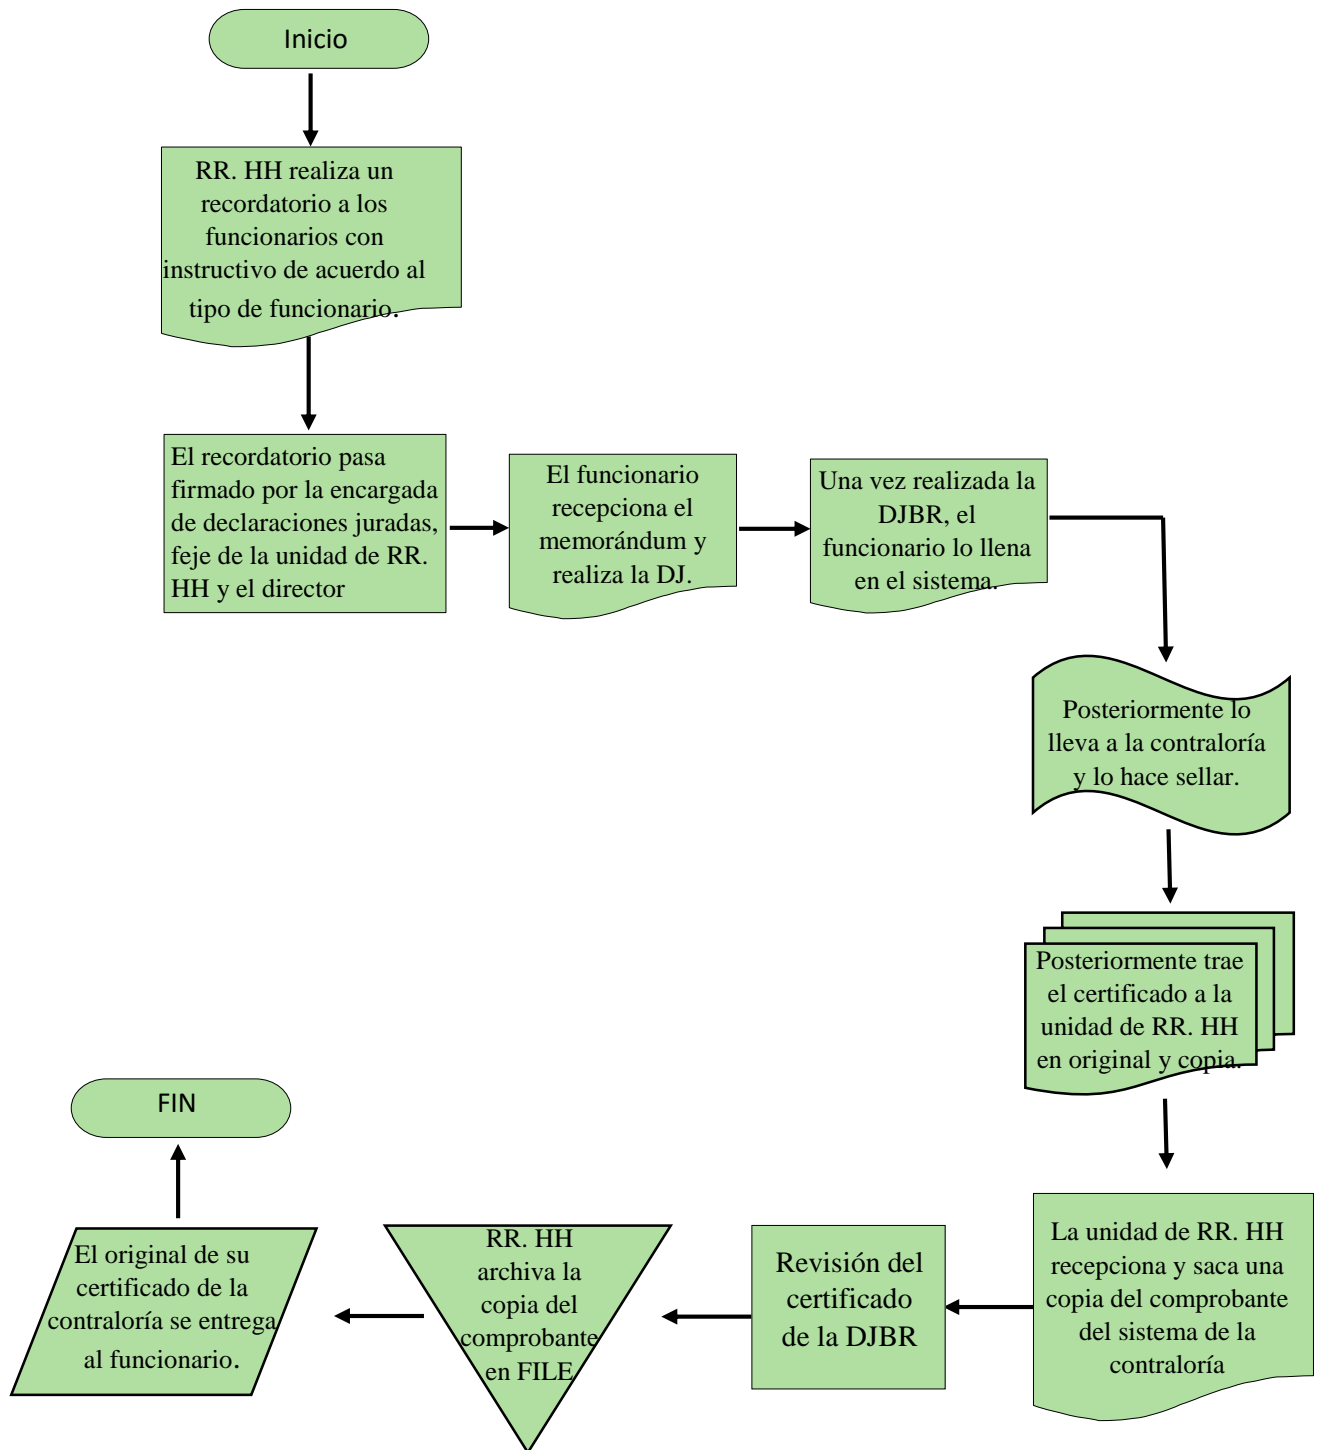 Inicio
RR. HH realiza un
recordatorio a los
funcionarios con
instructivo de acuerdo al
tipo de funcionario.
El recordatorio pasa
firmado por la encargada
de declaraciones juradas,
feje de la unidad de RR.
HH y el director
El funcionario
recepciona el
memorándum y
realiza la DJ.
Una vez realizada la
DJBR, el
funcionario lo llena
en el sistema.
Posteriormente lo
lleva a la contraloría
y lo hace sellar.
Posteriormente trae
el certificado a la
unidad de RR. HH
en original y copia.
La unidad de RR. HH
recepciona y saca una
copia del comprobante
del sistema de la
contraloría
Revisión del
certificado
de la DJBR
RR. HH
archiva la
copia del
comprobante
en FILE
El original de su
certificado de la
contraloría se entrega
al funcionario.
FIN